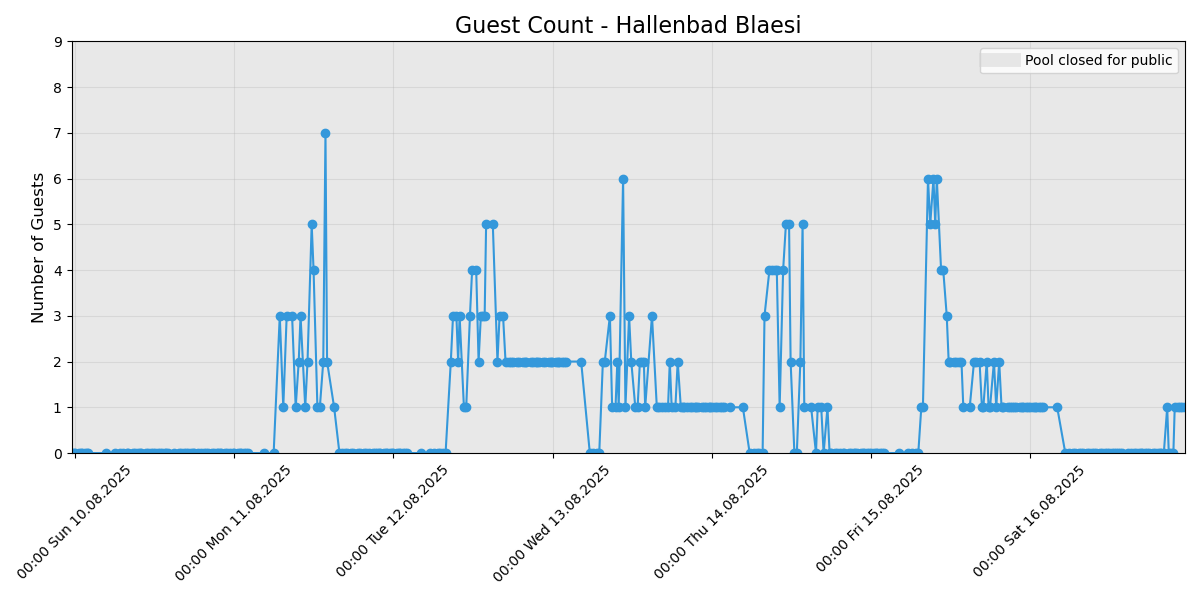 Guest Count - Hallenbad Blaesi
Pool closed for public
Number of Guests
9
8
7
6
5
4
3
2
1
0
00:00 Sun 10.08.2025
00:00 Mon 11.08.2025
00:00 Tue 12.08.2025
00:00 Wed 13.08.2025
00:00 Thu 14.08.2025
00:00 Fri 15.08.2025
00:00 Sat 16.08.2025